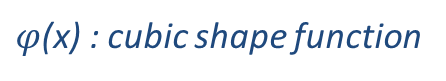 φ(x) : cubic shape function